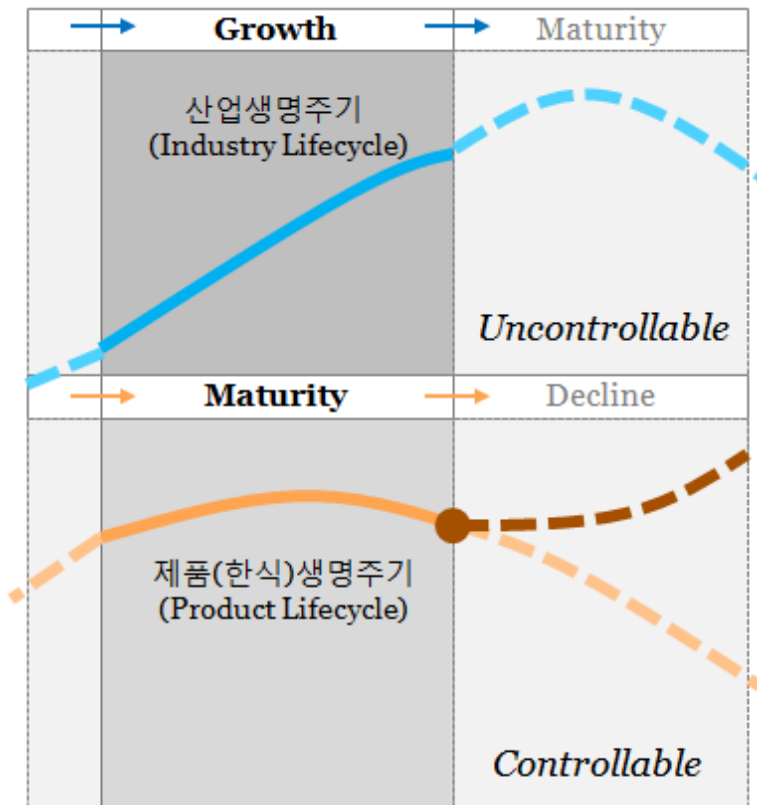 Growth
Maturity
산업생명주기
(Industry Lifecycle)
Uncontrollable
Maturity
Decline
제품(한식)생명주기
(Product Lifecycle)
Controllable